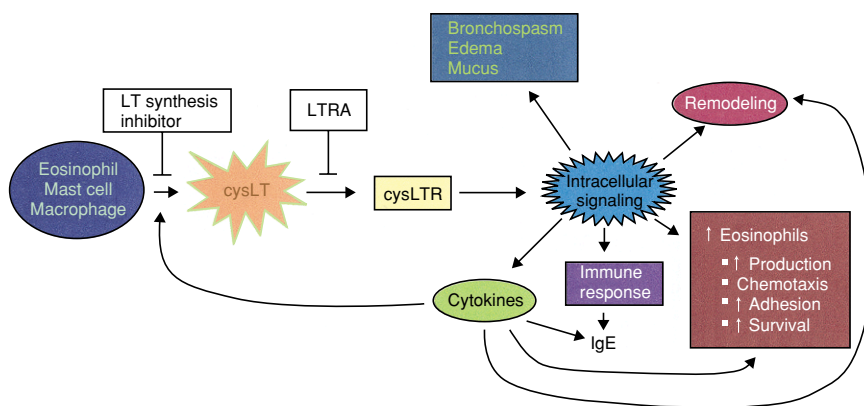 Bronchospasm
Edema
Mucus
LT synthesis
inhibitor
LTRA
Remodeling
Eosinophil
Mast cell
Macrophage
cysLT
cysLTR
Intracellular
signaling
↑ Eosinophils
▪ ↑ Production
▪ Chemotaxis
▪ ↑ Adhesion
▪ ↑ Survival
Immune
response
Cytokines
IgE